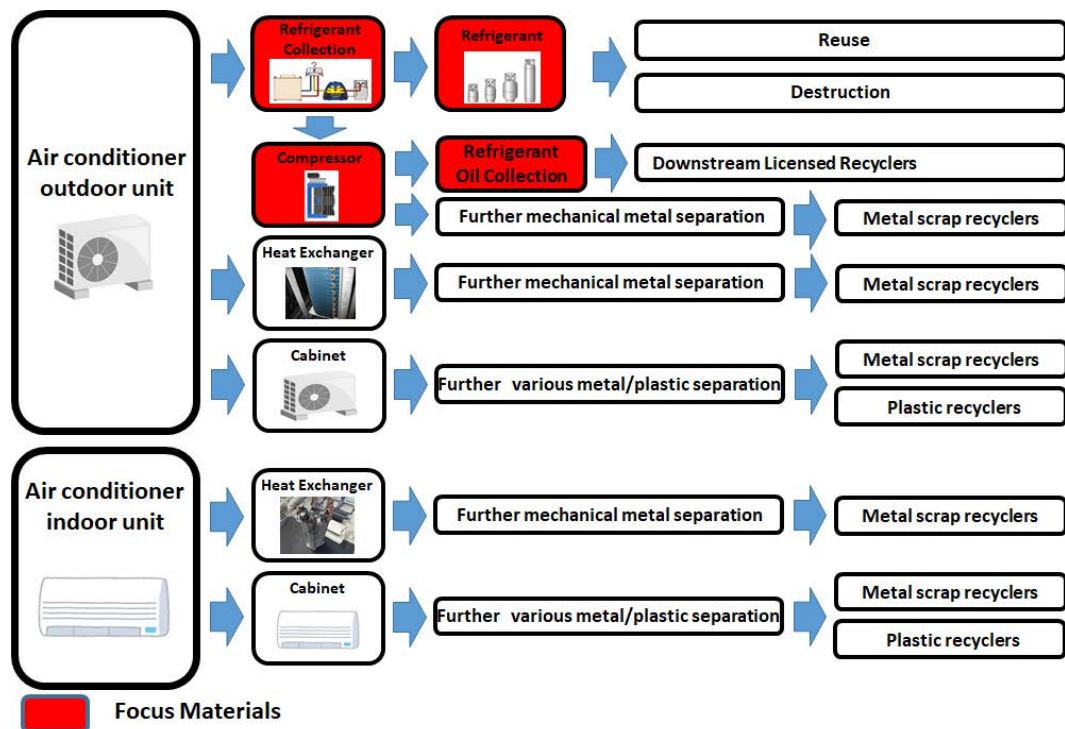 Air conditioner
outdoor unit
Refrigerant
Collection
Refrigerant
Reuse
Destruction
Compressor
Refrigerant
Oil Collection
Downstream Licensed Recyclers
Further mechanical metal separation
Metal scrap recyclers
Heat Exchanger
Further mechanical metal separation
Metal scrap recyclers
Cabinet
Further various metal/plastic separation
Metal scrap recyclers
Plastic recyclers
Air conditioner
indoor unit
Heat Exchanger
Further mechanical metal separation
Metal scrap recyclers
Cabinet
Further various metal/plastic separation
Metal scrap recyclers
Plastic recyclers
Focus Materials